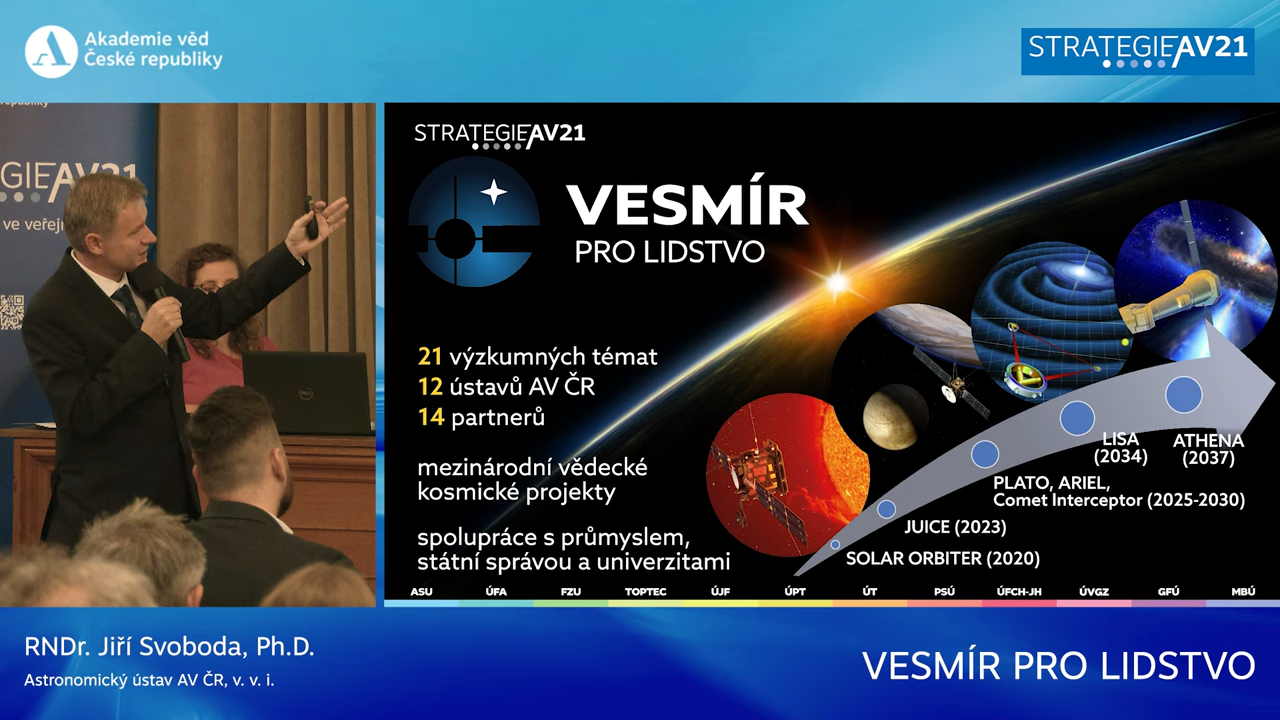 Akademie věd
České republiky
STRATEGIE AV21
republiky
GIE AV21
ve veřej
STRATEGIE AV21
VESMÍR
PRO LIDSTVO
21 výzkumných témat
12 ústavů AV ČR
14 partnerů
mezinárodní vědecké
kosmické projekty
spolupráce s průmyslem,
státní správou a univerzitami
LISA
(2034)
ATHENA
(2037)
PLATO, ARIEL,
Comet Interceptor (2025-2030)
JUICE (2023)
SOLAR ORBITER (2020)
ASU ÚFA FZU TOPTEC ÚJF ÚPT ÚT PSÚ ÚFCH-JH ÚVGZ GFÚ MBÚ
RNDr. Jiří Svoboda, Ph.D.
Astronomický ústav AV ČR, v. v. i.
VESMÍR PRO LIDSTVO